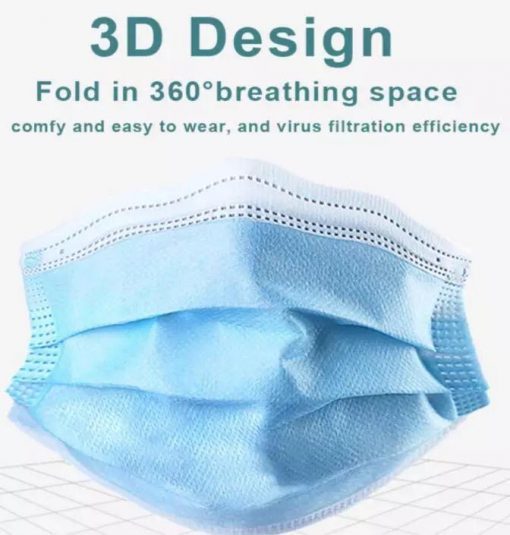 3D Design
Fold in 360°breathing space
comfy and easy to wear, and virus filtration efficiency